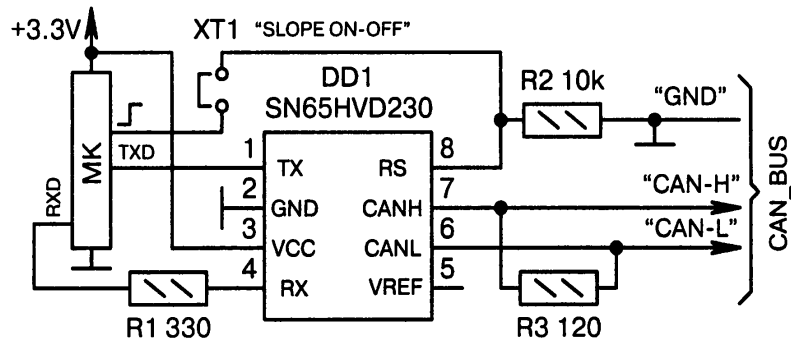 +3.3V
XT1 "SLOPE ON-OFF"
DD1
SN65HVD230
R2 10k
"GND"
MK
TXD
RXD
1 TX
2 GND
3 VCC
4 RX
RS 8
CANH 7
CANL 6
VREF 5
"CAN-H"
"CAN-L"
CAN_BUS
R1 330
R3 120